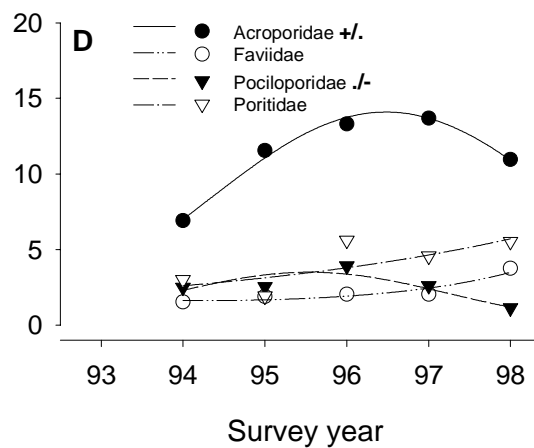 20
D
Acroporidae +/.
Faviidae
15
Pociloporidae ./-
Poritidae
10
5
0
93 94 95 96 97 98
Survey year